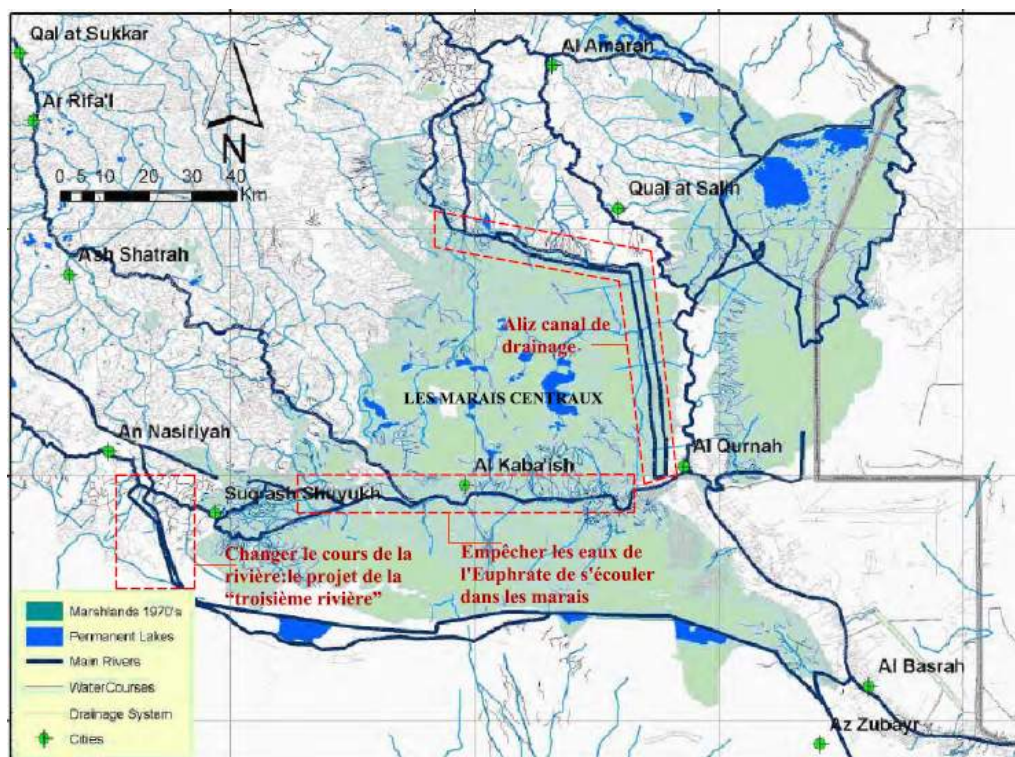 Qal at Sukkar
Al Amarah
Ar Rifa'I
N
0 5 10 20 30 40
Km
Qual at Salih
Ash Shatrah
Aliz canal de
drainage
LES MARAIS CENTRAUX
An Nasiriyah
Al Kaba'ish
Al Qurnah
Suqrash Shuyukh
Changer le cours de la
rivière:le projet de la
“troisième rivière”
Empêcher les eaux de
l'Euphrate de s'écouler
dans les marais
Marshlands 1970's
Permanent Lakes
Main Rivers
WaterCourses
Drainage System
Cities
Al Basrah
Az Zubayr